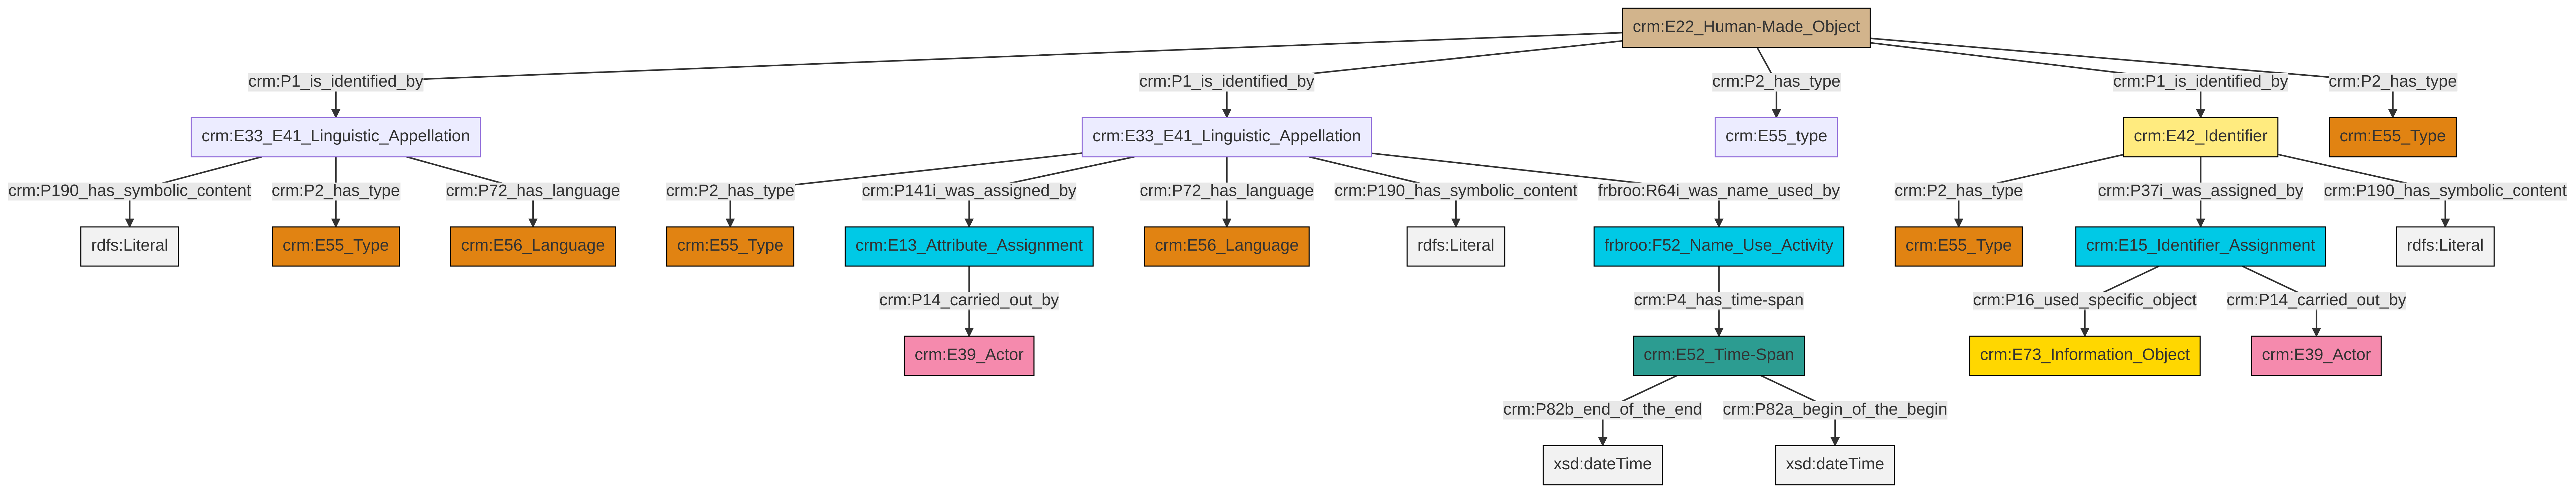 crm:E22_Human-Made_Object
crm:P1_is_identified_by
crm:P1_is_identified_by
crm:P2_has_type
crm:P1_is_identified_by
crm:P2_has_type
crm:E33_E41_Linguistic_Appellation
crm:E33_E41_Linguistic_Appellation
crm:E55_type
crm:E42_Identifier
crm:E55_Type
crm:P190_has_symbolic_content
crm:P2_has_type
crm:P72_has_language
crm:P2_has_type
crm:P141i_was_assigned_by
crm:P72_has_language
crm:P190_has_symbolic_content
frbroo:R64i_was_name_used_by
crm:P2_has_type
crm:P37i_was_assigned_by
crm:P190_has_symbolic_content
rdfs:Literal
crm:E55_Type
crm:E56_Language
crm:E55_Type
crm:E13_Attribute_Assignment
crm:E56_Language
rdfs:Literal
frbroo:F52_Name_Use_Activity
crm:E55_Type
crm:E15_Identifier_Assignment
rdfs:Literal
crm:P14_carried_out_by
crm:P4_has_time-span
crm:P16_used_specific_object
crm:P14_carried_out_by
crm:E39_Actor
crm:E52_Time-Span
crm:E73_Information_Object
crm:E39_Actor
crm:P82b_end_of_the_end
crm:P82a_begin_of_the_begin
xsd:dateTime
xsd:dateTime